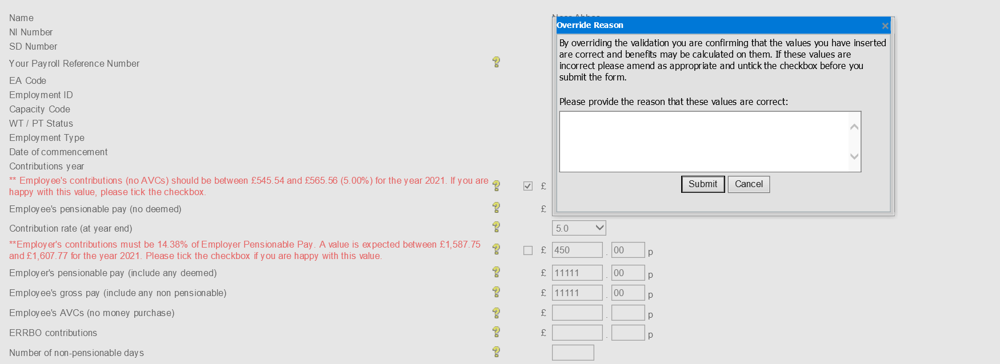 Name
NI Number
SD Number
Your Payroll Reference Number
EA Code
Employment ID
Capacity Code
WT / PT Status
Employment Type
Date of commencement
Contributions year
** Employee's contributions (no AVCs) should be between £545.54 and £565.56 (5.00%) for the year 2021. If you are
happy with this value, please tick the checkbox.
£
Employee's pensionable pay (no deemed) £
Contribution rate (at year end) 5.0
**Employer's contributions must be 14.38% of Employer Pensionable Pay. A value is expected between £1,587.75
and £1,607.77 for the year 2021. Please tick the checkbox if you are happy with this value.
£ 450 . 00 p
Employer's pensionable pay (include any deemed) £ 11111 . 00 p
Employee's gross pay (include any non pensionable) £ 11111 . 00 p
Employee's AVCs (no money purchase) £ . p
ERRBO contributions £ . p
Number of non-pensionable days
Override Reason
By overriding the validation you are confirming that the values you have inserted
are correct and benefits may be calculated on them. If these values are
incorrect please amend as appropriate and untick the checkbox before you
submit the form.
Please provide the reason that these values are correct:
Submit Cancel